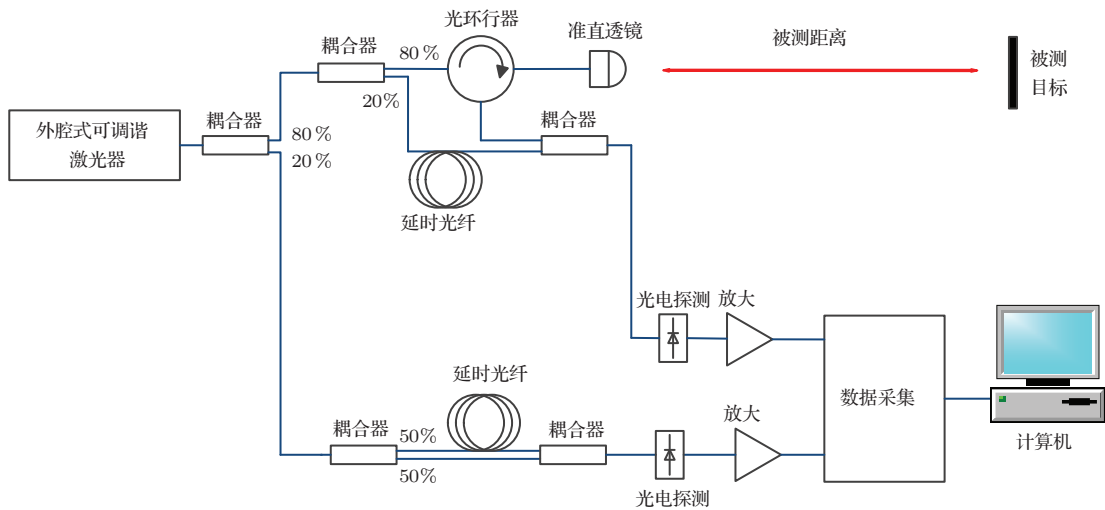 光环行器
准直透镜
耦合器
80%
被测距离
被测
目标
20%
外腔式可调谐
激光器
耦合器
80%
20%
耦合器
延时光纤
光电探测
放大
数据采集
计算机
延时光纤
耦合器
50%
50%
耦合器
放大
光电探测